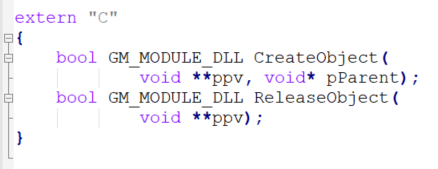 extern "C"
{
    bool GM_MODULE_DLL CreateObject(
            void **ppv, void* pParent);
    bool GM_MODULE_DLL ReleaseObject(
            void **ppv);
}